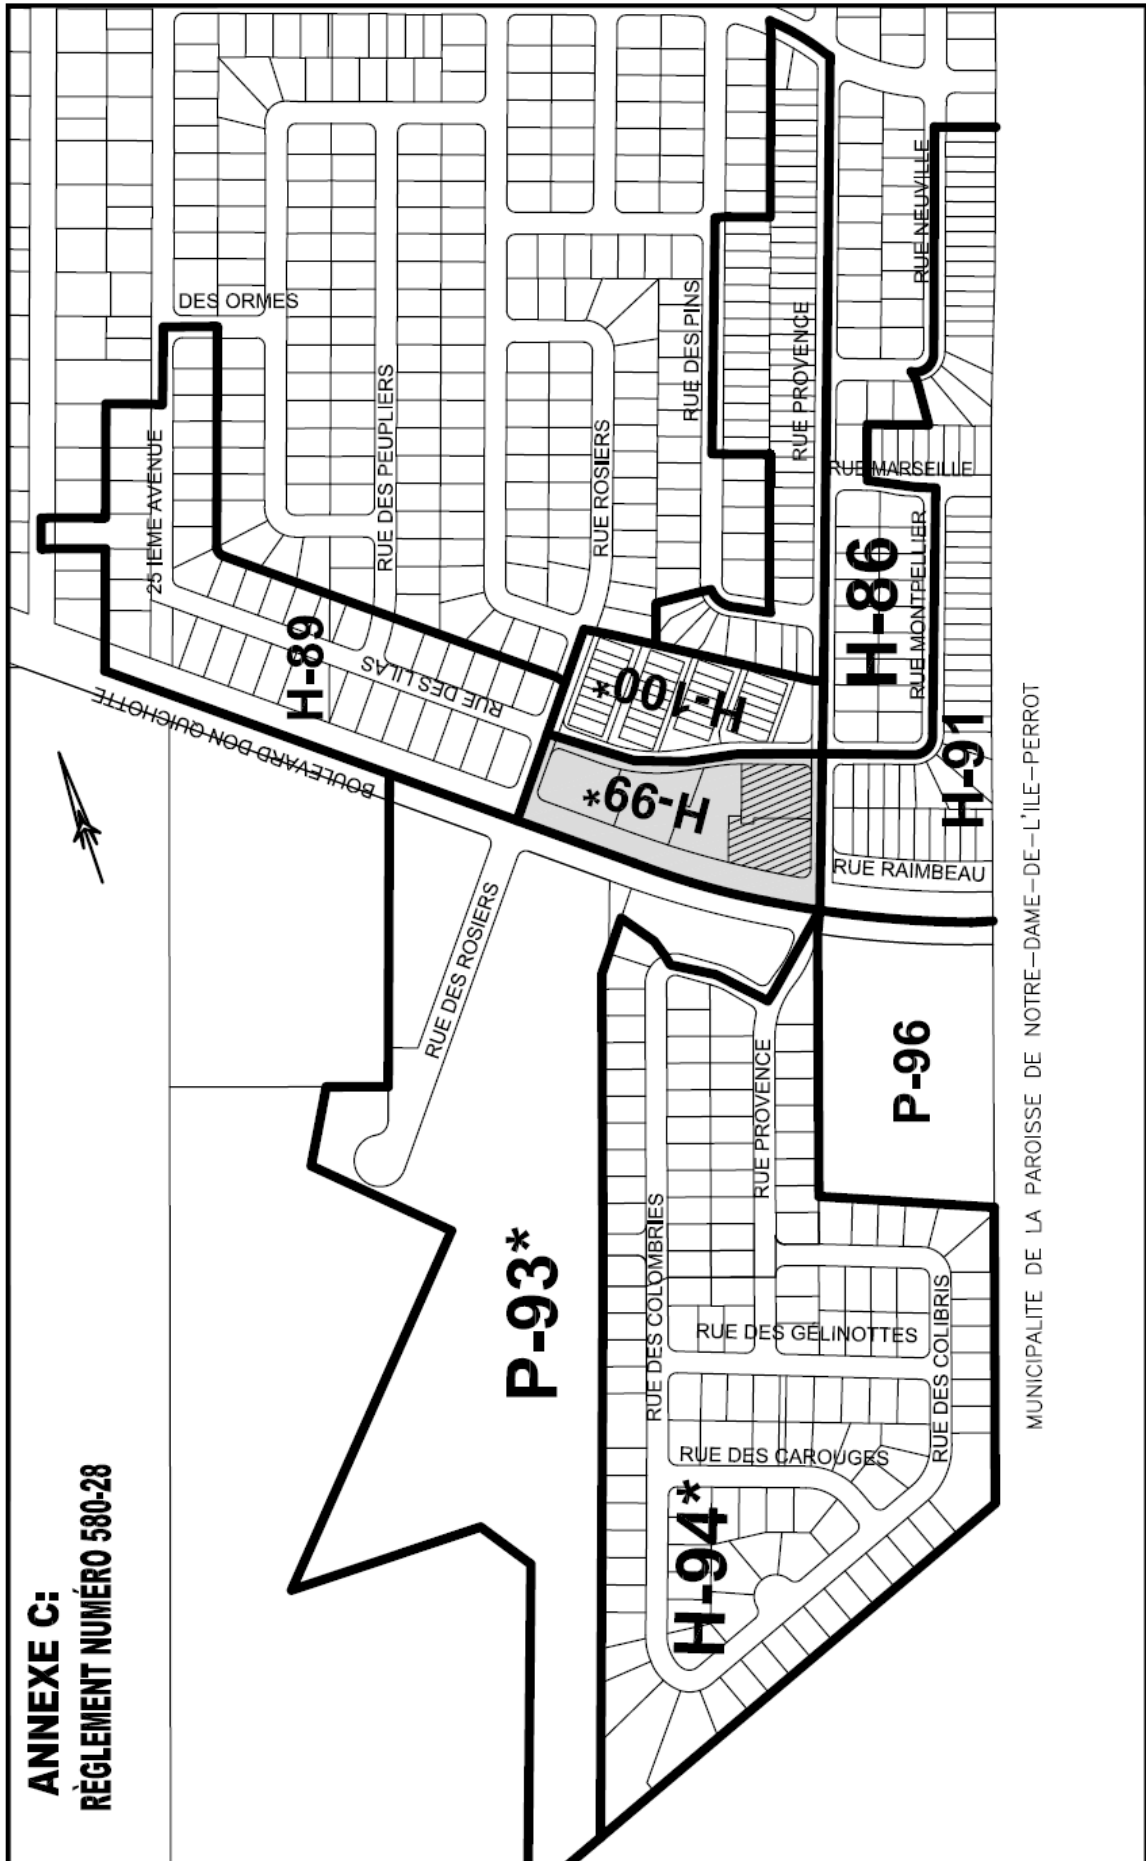 ANNEXE C:
RÈGLEMENT NUMÉRO 580-28
DES ORMES
25 IEME AVENUE
RUE DES PEUPLIERS
RUE ROSIERS
RUE DES PINS
RUE PROVENCE
RUE NEUVILLE
RUE MARSEILLE
RUE MONTPELLIER
H-86
H-89
RUE DES LILAS
BOULEVARD DON QUICHOTTE
H-100*
H-99*
H-91
RUE RAIMBEAU
RUE DES ROSIERS
P-96
RUE PROVENCE
P-93*
RUE DES COLOMBRIES
RUE DES GÉLINOTTES
RUE DES COLIBRIS
RUE DES CAROUGES
H-94*
MUNICIPALITE DE LA PAROISSE DE NOTRE-DAME-DE-L'ILE-PERROT